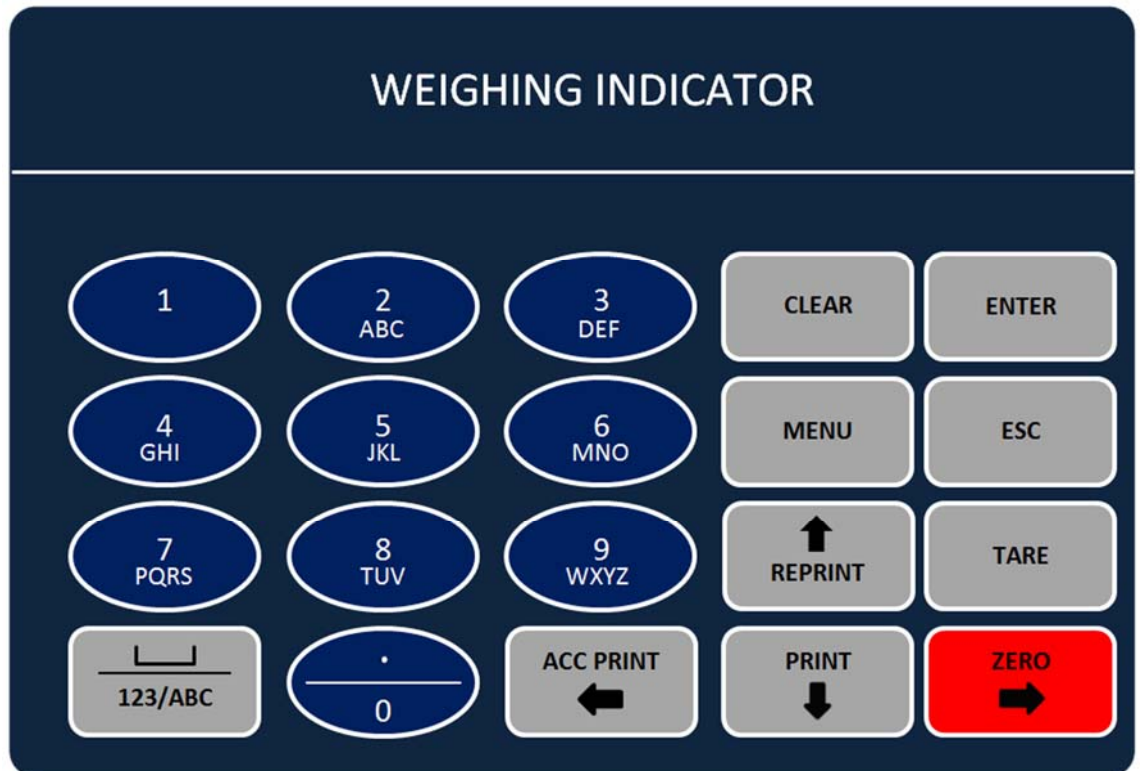 WEIGHING INDICATOR
1
2
ABC
3
DEF
CLEAR
ENTER
4
GHI
5
JKL
6
MNO
MENU
ESC
7
PQRS
8
TUV
9
WXYZ
REPRINT
TARE
123/ABC
.
0
ACC PRINT
PRINT
ZERO